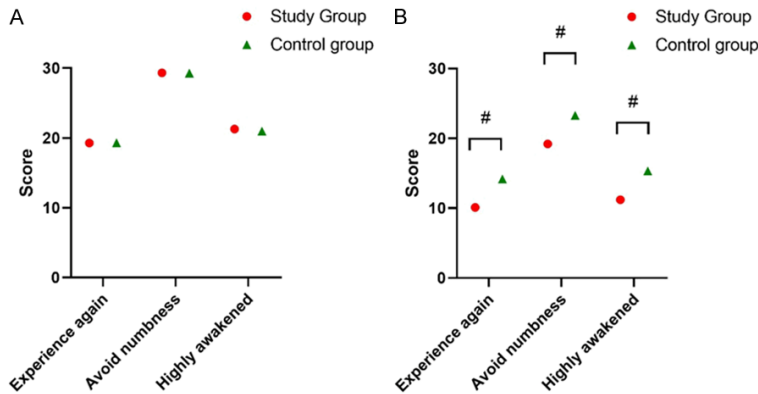 A
Study Group
Control group
30
20
10
0
Score
Experience again
Avoid numbness
Highly awakened
B
Study Group
Control group
#
#
#
30
20
10
0
Score
Experience again
Avoid numbness
Highly awakened